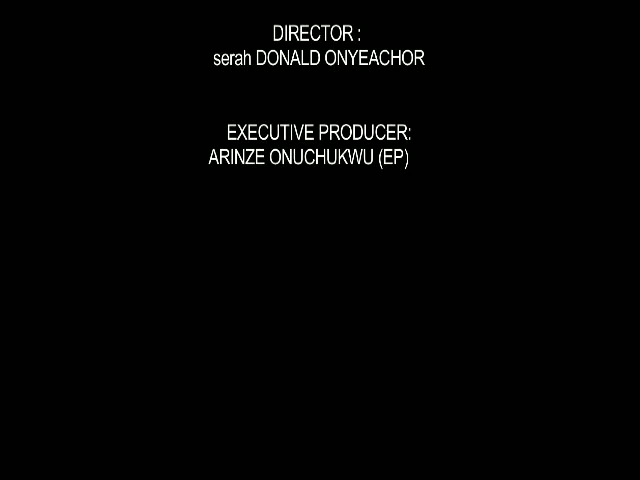 DIRECTOR :
serah DONALD ONYEACHOR
EXECUTIVE PRODUCER:
ARINZE ONUCHUKWU (EP)